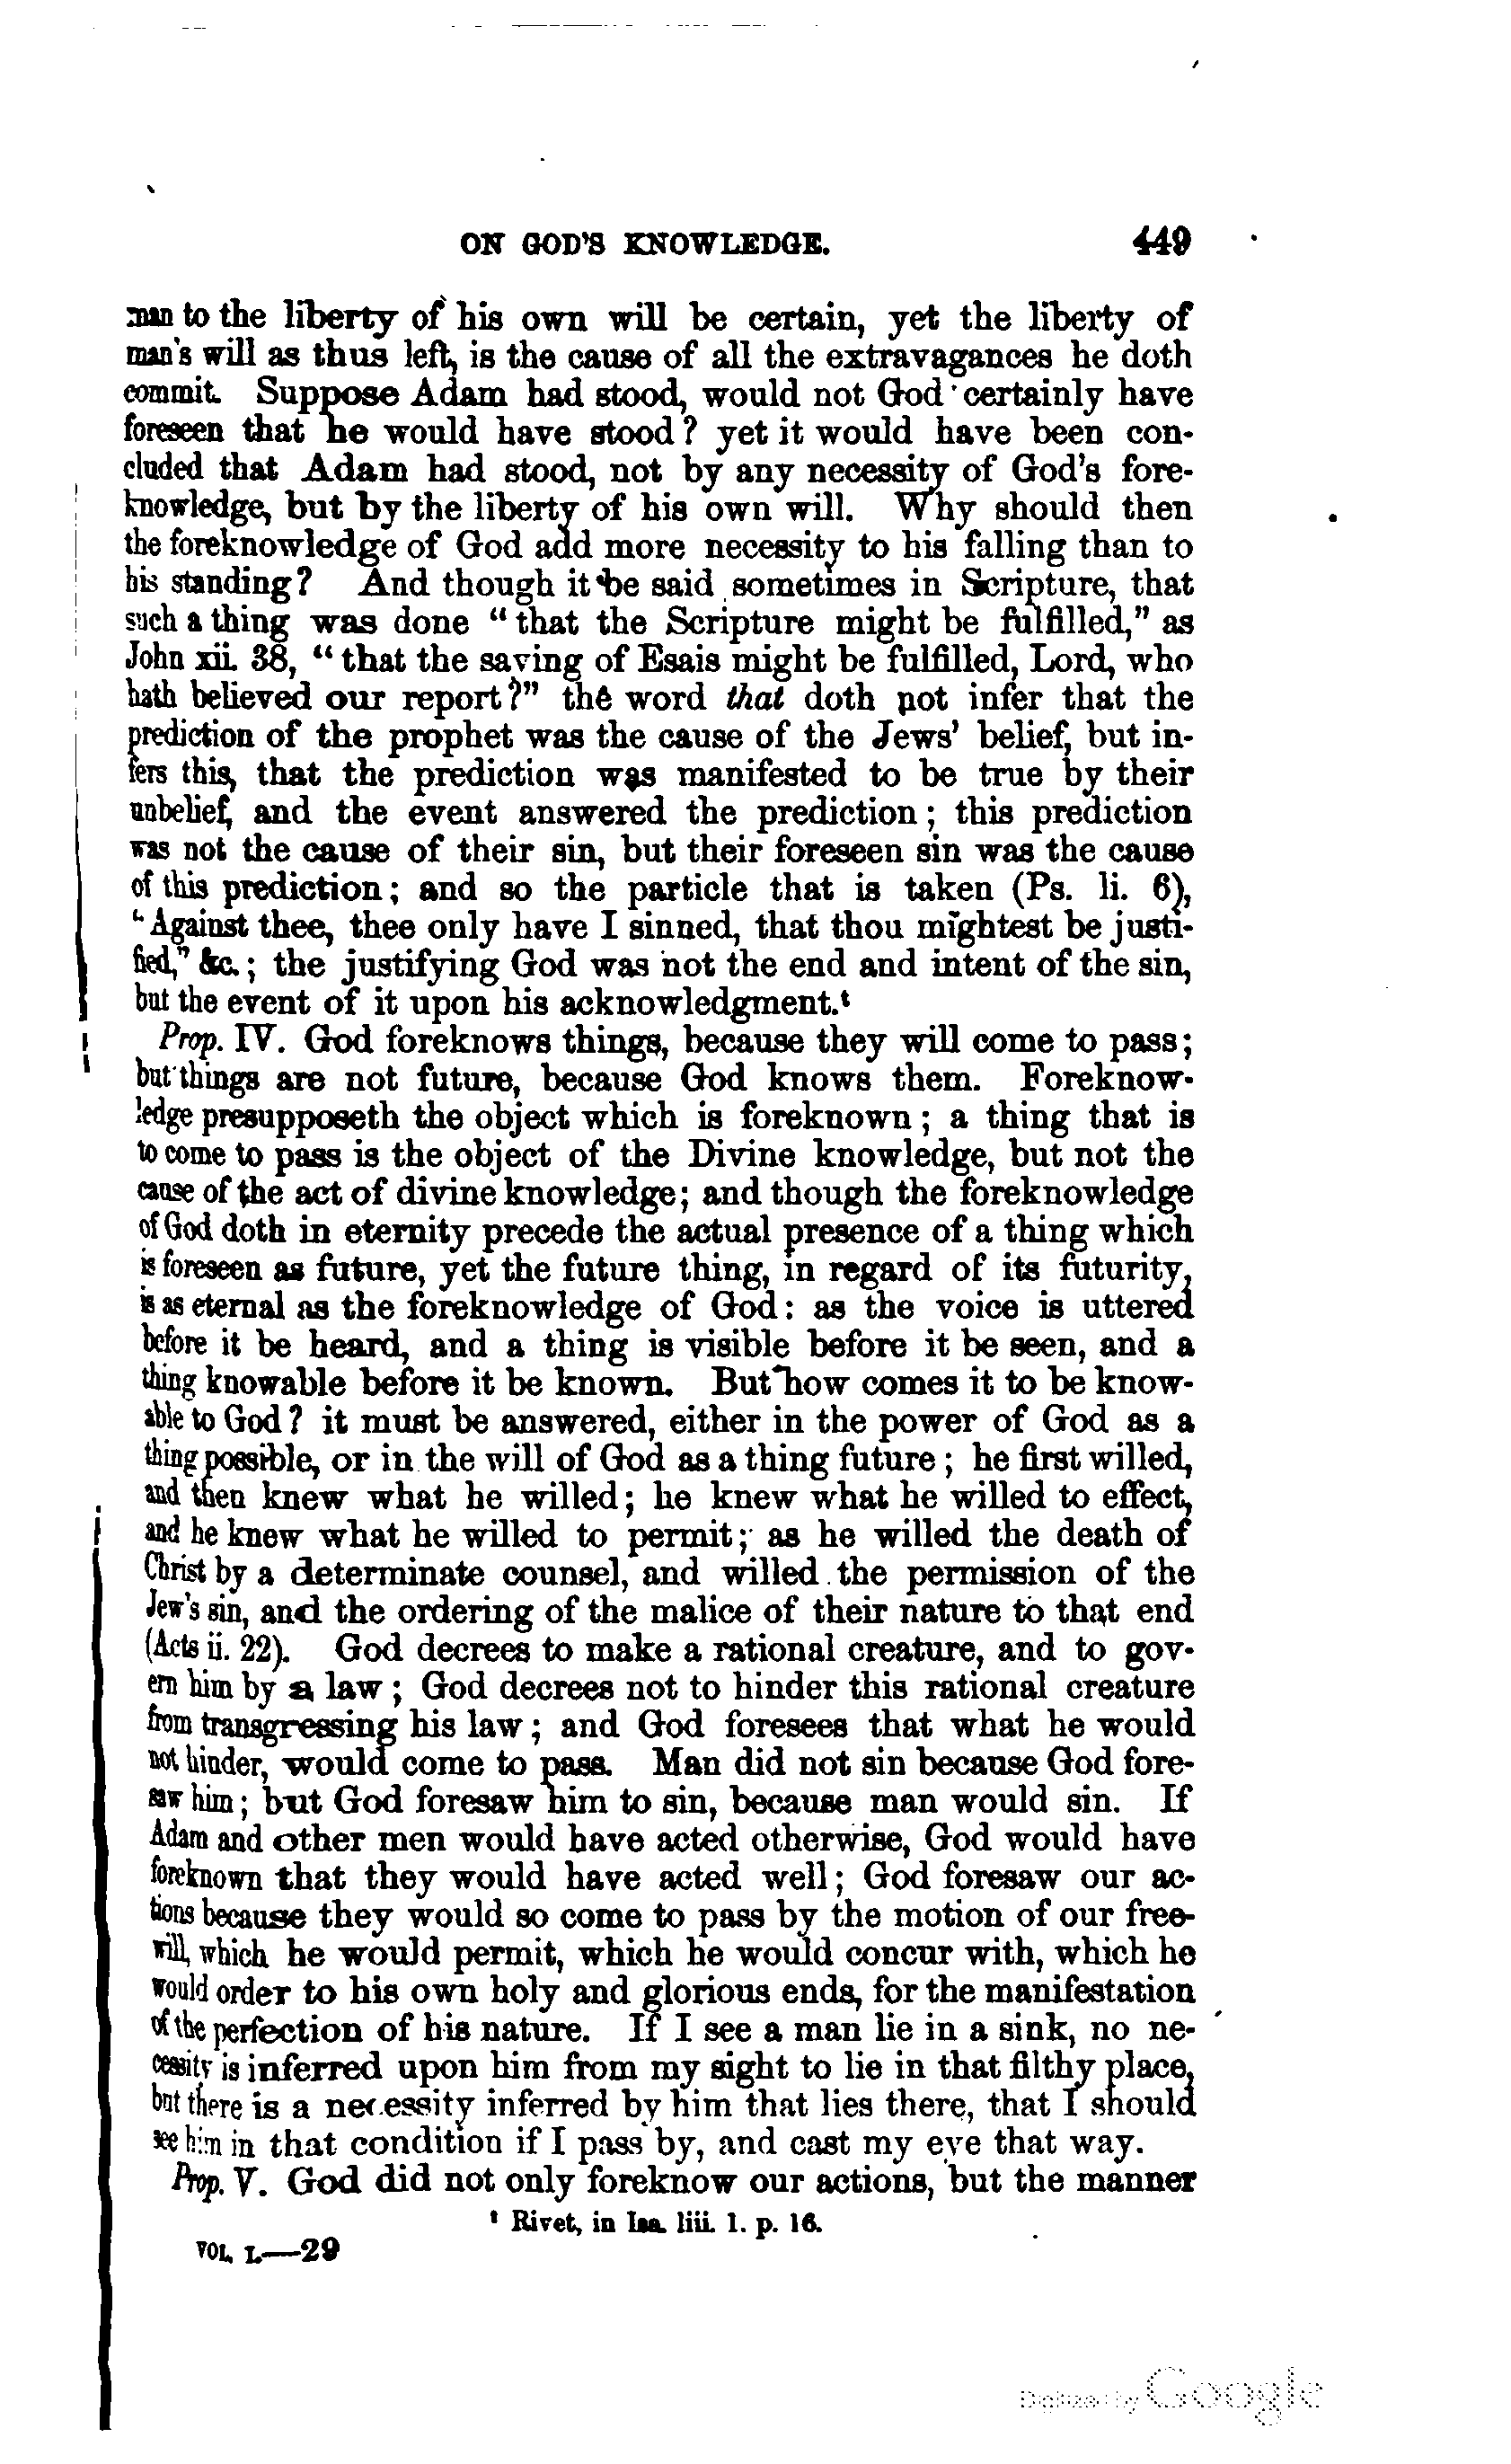 ON GOD'S KNOWLEDGE. 449
man to the liberty of his own will be certain, yet the liberty of
man's will as thus left, is the cause of all the extravagances he doth
commit. Suppose Adam had stood, would not God certainly have
foreseen that he would have stood? yet it would have been con-
cluded that Adam had stood, not by any necessity of God's fore-
knowledge, but by the liberty of his own will. Why should then
the foreknowledge of God add more necessity to his falling than to
his standing? And though it be said sometimes in Scripture, that
such a thing was done "that the Scripture might be fulfilled," as
John xii. 38, "that the saying of Esais might be fulfilled, Lord, who
hath believed our report?" the word that doth not infer that the
prediction of the prophet was the cause of the Jews' belief, but in-
fers this, that the prediction was manifested to be true by their
unbelief, and the event answered the prediction; this prediction
was not the cause of their sin, but their foreseen sin was the cause
of this prediction; and so the particle that is taken (Ps. li. 6),
"Against thee, thee only have I sinned, that thou mightest be justi-
fied," &c.; the justifying God was not the end and intent of the sin,
but the event of it upon his acknowledgment.t
Prop. IV. God foreknows things, because they will come to pass;
but things are not future, because God knows them. Foreknow-
ledge presupposeth the object which is foreknown; a thing that is
to come to pass is the object of the Divine knowledge, but not the
cause of the act of divine knowledge; and though the foreknowledge
of God doth in eternity precede the actual presence of a thing which
is foreseen as future, yet the future thing, in regard of its futurity,
is as eternal as the foreknowledge of God: as the voice is uttered
before it be heard, and a thing is visible before it be seen, and a
thing knowable before it be known. But how comes it to be know-
able to God? it must be answered, either in the power of God as a
thing possible, or in the will of God as a thing future; he first willed,
and then knew what he willed; he knew what he willed to effect,
and he knew what he willed to permit; as he willed the death of
Christ by a determinate counsel, and willed the permission of the
Jew's sin, and the ordering of the malice of their nature to that end
(Acts ii. 22). God decrees to make a rational creature, and to gov-
ern him by a law; God decrees not to hinder this rational creature
from transgressing his law; and God foresees that what he would
not hinder, would come to pass. Man did not sin because God fore-
saw him; but God foresaw him to sin, because man would sin. If
Adam and other men would have acted otherwise, God would have
foreknown that they would have acted well; God foresaw our ac-
tions because they would so come to pass by the motion of our free-
will, which he would permit, which he would concur with, which he
would order to his own holy and glorious ends, for the manifestation
of the perfection of his nature. If I see a man lie in a sink, no ne-
cessity is inferred upon him from my sight to lie in that filthy place,
but there is a necessity inferred by him that lies there, that I should
see him in that condition if I pass by, and cast my eye that way.
Prop. V. God did not only foreknow our actions, but the manner
t Rivet, in Isa. liii. 1. p. 16.
VOL. I.—29
Digitized by Google